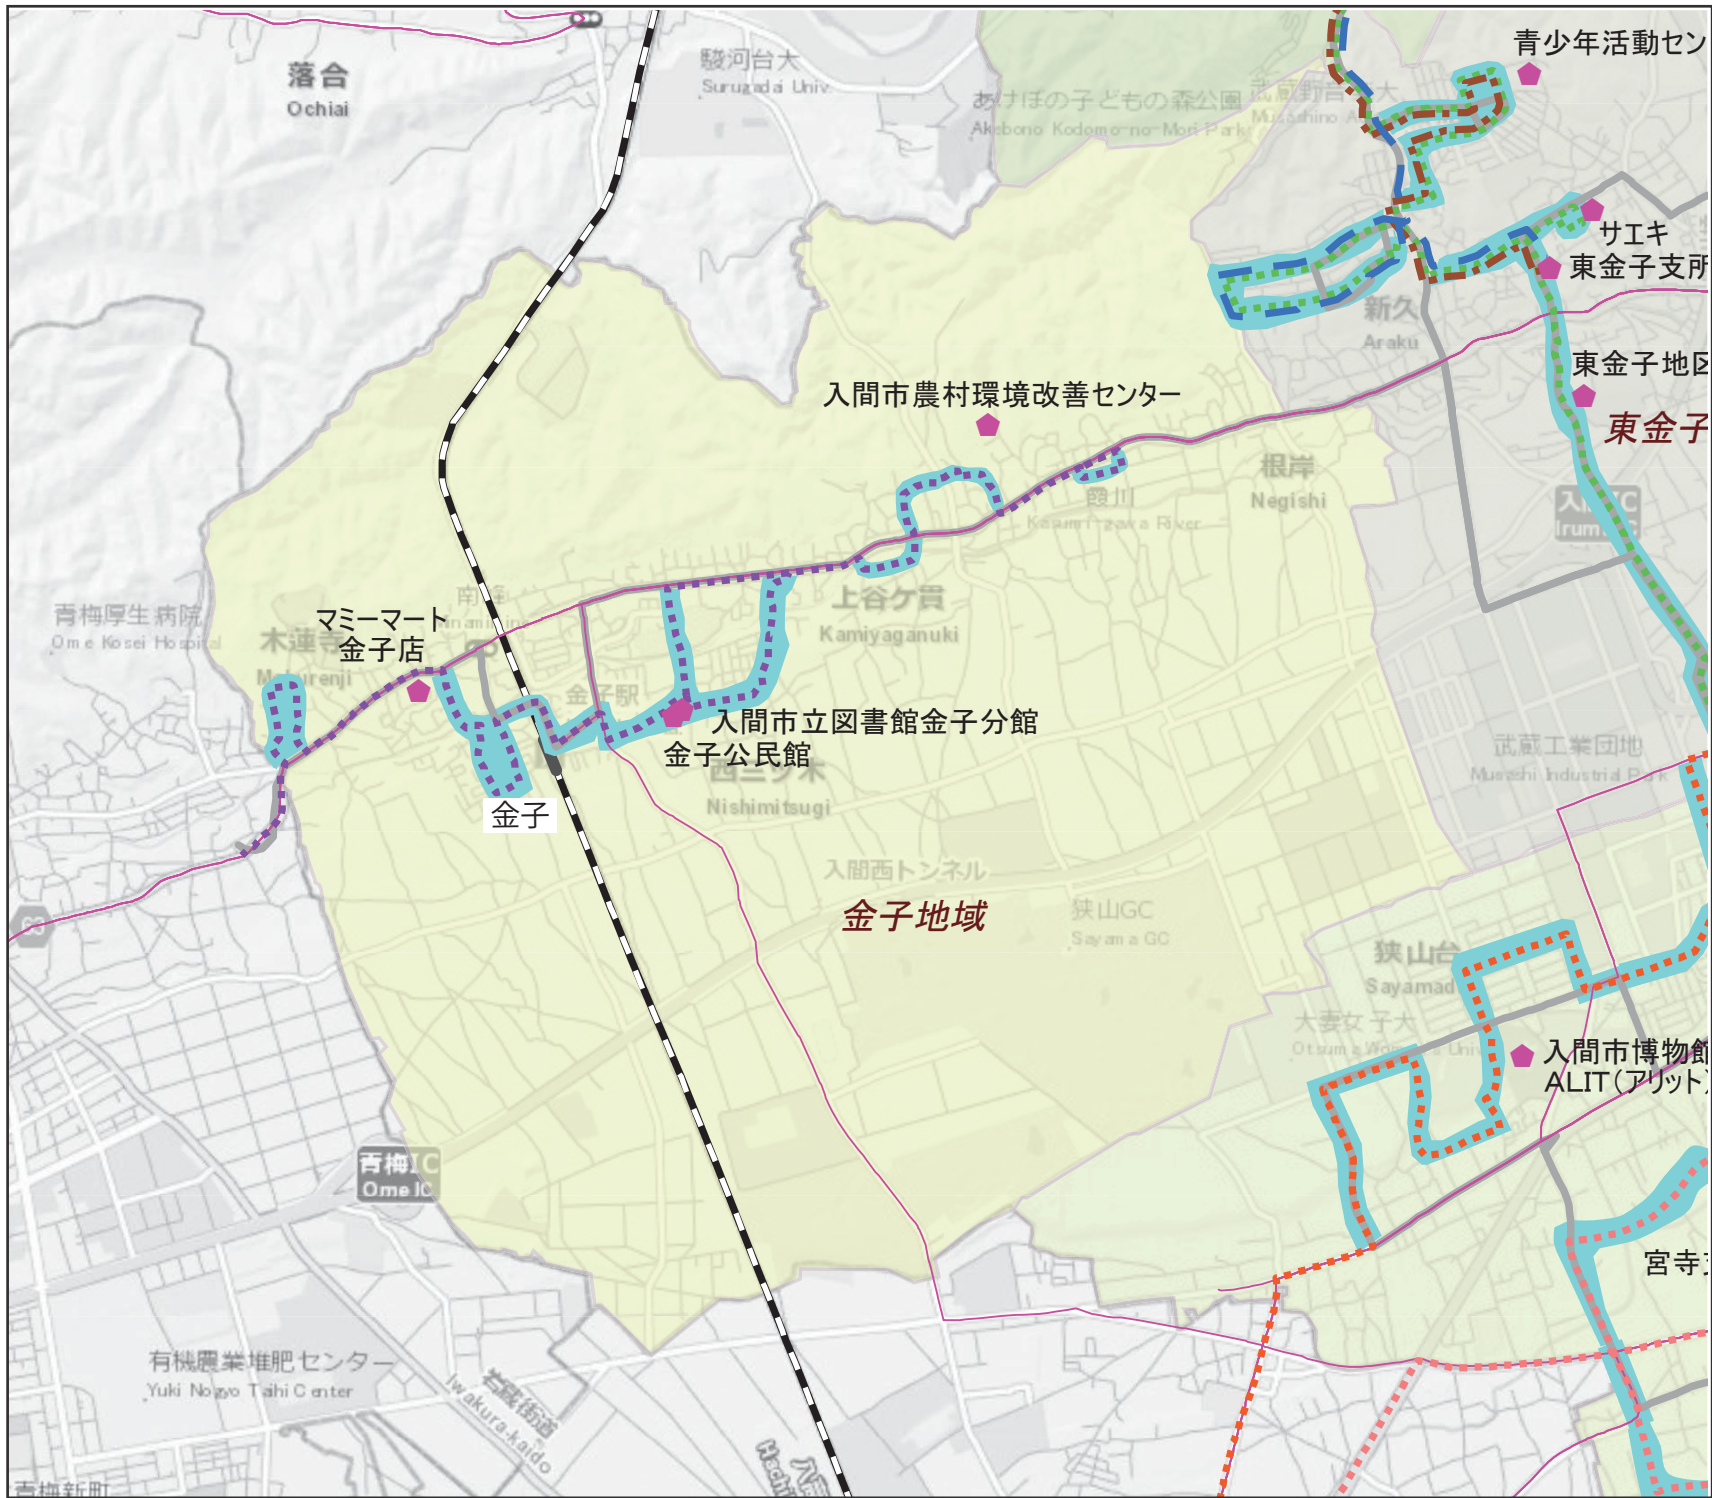 落合
Ochiai
駿河台大
Surugadai Univ.
あけぼの子どもの森公園
Akebono Kodomo-no-Mori Park
青少年活動セン
サエキ
東金子支所
新久
Araku
東金子地区
東金子
入間市農村環境改善センター
根岸
Negishi
霞川
Kasumi-zawa River
上谷ケ貫
Kamiyaganuki
青梅厚生病院
Ome Kosei Hospital
木蓮寺
マミーマート
金子店
金子駅
入間市立図書館金子分館
金子公民館
西三ツ木
Nishimitsugi
金子
武蔵工業団地
Musashi Industrial Park
入間西トンネル
金子地域
狭山GC
Sayama GC
狭山台
Sayamad
大妻女子大
入間市博物館
ALIT(アリット)
青梅IC
Ome IC
宮寺
有機農業堆肥センター
Yuki Nogyo Taihi Center
岩蔵街道
Iwakura-kaido
青梅新町